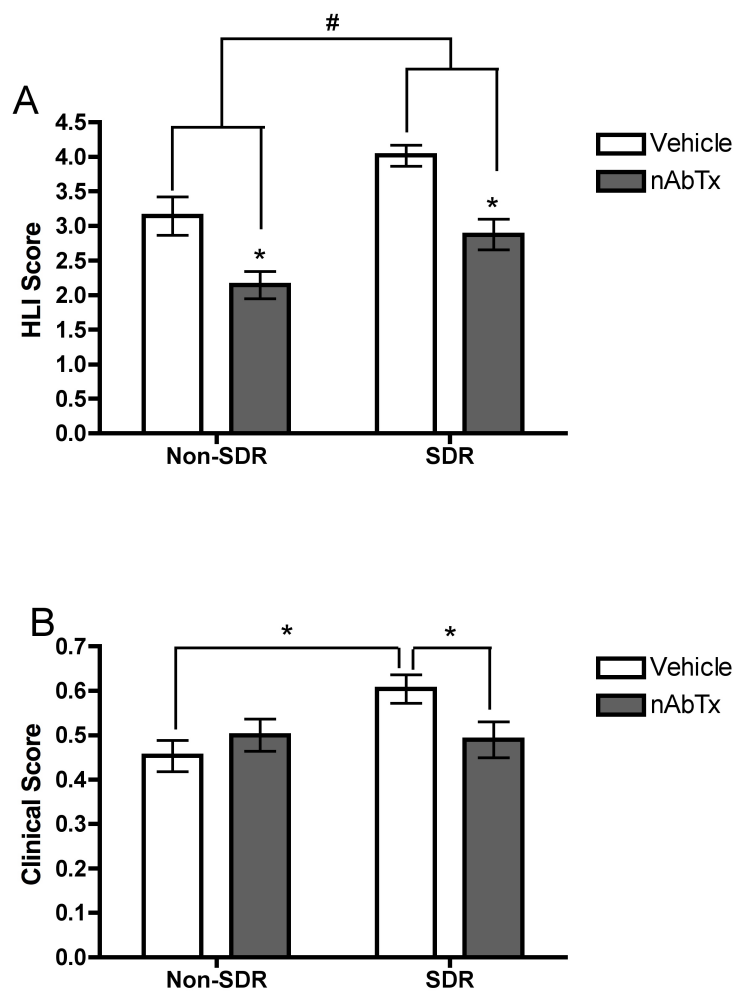 #
A
HLI Score
4.5
4.0
3.5
3.0
2.5
2.0
1.5
1.0
0.5
0.0
*
*
Non-SDR
SDR
Vehicle
nAbTx
B
Clinical Score
0.7
0.6
0.5
0.4
0.3
0.2
0.1
0.0
*
*
Non-SDR
SDR
Vehicle
nAbTx